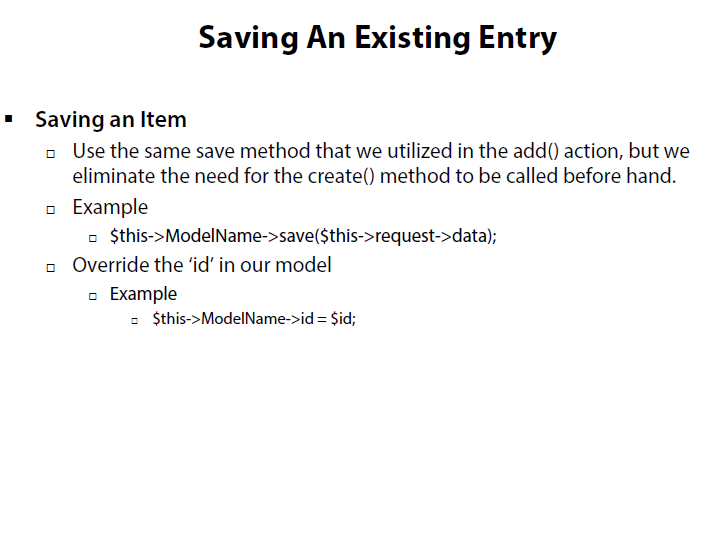 Saving An Existing Entry
Saving an Item
Use the same save method that we utilized in the add() action, but we
eliminate the need for the create() method to be called before hand.
Example
$this->ModelName->save($this->request->data);
Override the ‘id’ in our model
Example
$this->ModelName->id = $id;